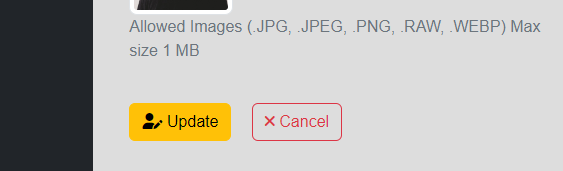 Allowed Images (.JPG, .JPEG, .PNG, .RAW, .WEBP) Max
size 1 MB
Update
Cancel